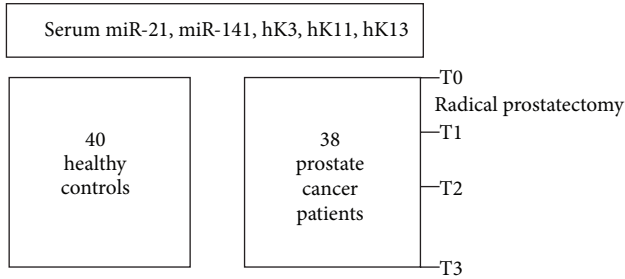 Serum miR-21, miR-141, hK3, hK11, hK13
40
healthy
controls
38
prostate
cancer
patients
T0
Radical prostatectomy
T1
T2
T3